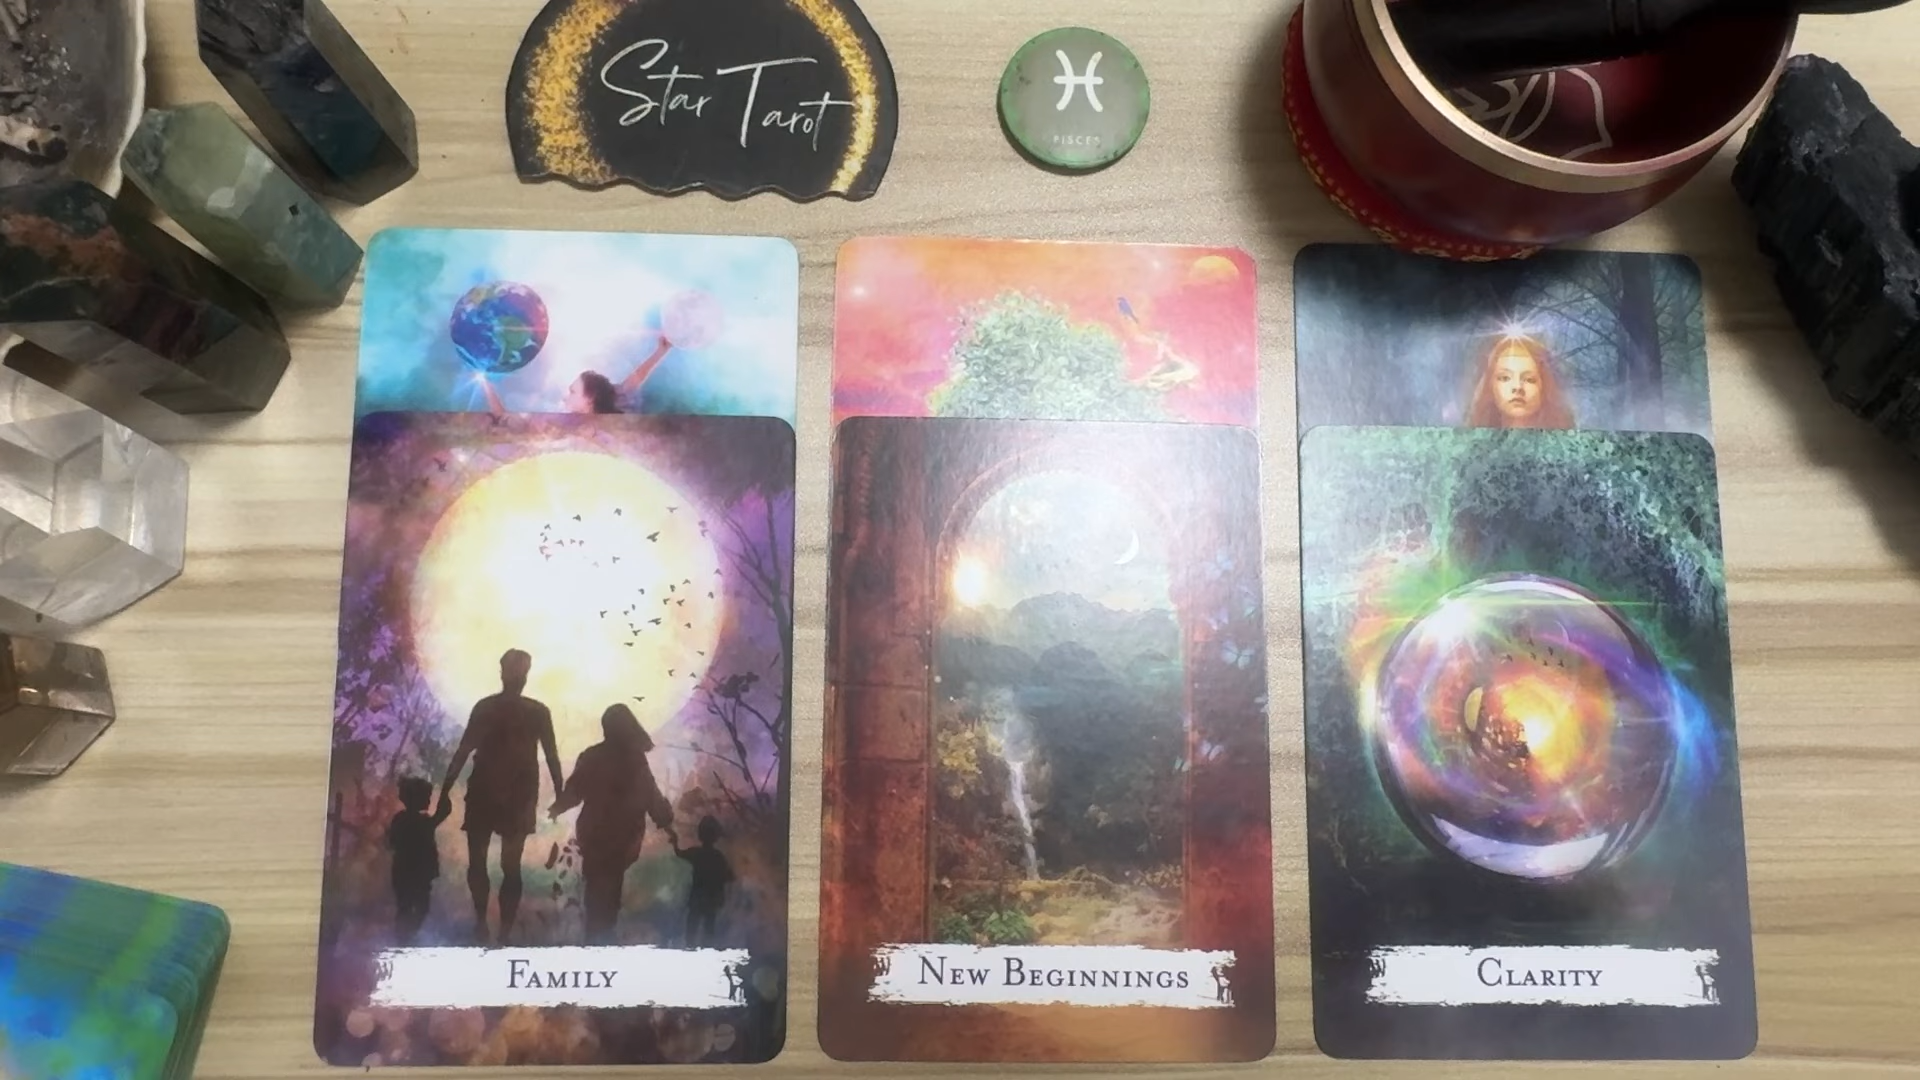 Star Tarot
PISCES
FAMILY
NEW BEGINNINGS
CLARITY